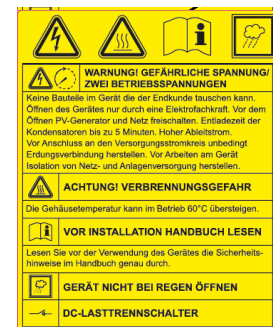 WARNUNG! GEFÄHRLICHE SPANNUNG/
ZWEI BETRIEBSSPANNUNGEN
Keine Bauteile im Gerät die der Endkunde tauschen kann.
Öffnen des Gerätes nur durch eine Elektrofachkraft. Vor dem
Öffnen PV-Generator und Netz freischalten. Entladezeit der
Kondensatoren bis zu 5 Minuten. Hoher Ableitstrom.
Vor Anschluss an den Versorgungsstromkreis unbedingt
Erdungsverbindung herstellen. Vor Arbeiten am Gerät
Isolation von Netz- und Anlagenversorgung herstellen.
ACHTUNG! VERBRENNUNGSGEFAHR
Die Gehäusetemperatur kann im Betrieb 60°C übersteigen.
VOR INSTALLATION HANDBUCH LESEN
Lesen Sie vor der Verwendung des Gerätes die Sicherheits-
hinweise im Handbuch genau durch.
GERÄT NICHT BEI REGEN ÖFFNEN
DC-LASTTRENNSCHALTER